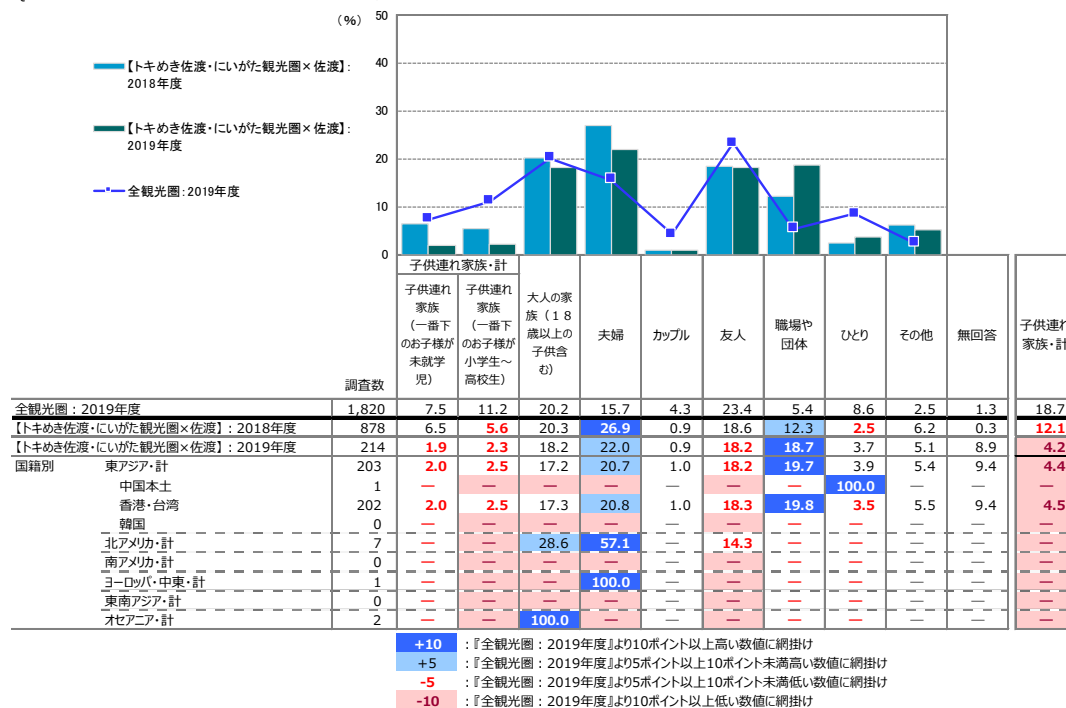 (%)
50
40
30
20
10
0
【トキめき佐渡・にいがた観光圏×佐渡】:
2018年度
【トキめき佐渡・にいがた観光圏×佐渡】:
2019年度
全観光圏:2019年度
子供連れ家族・計
調査数
子供連れ
家族
（一番下
のお子様が
未就学
児）
子供連れ
家族
（一番下
のお子様が
小学生～
高校生）
大人の家
族（１８
歳以上の
子供含
む）
夫婦
カップル
友人
職場や
団体
ひとり
その他
無回答
子供連れ
家族・計
全観光圏：2019年度 1,820 7.5 11.2 20.2 15.7 4.3 23.4 5.4 8.6 2.5 1.3 18.7
【トキめき佐渡・にいがた観光圏×佐渡】：2018年度 878 6.5 5.6 20.3 26.9 0.9 18.6 12.3 2.5 6.2 0.3 12.1
【トキめき佐渡・にいがた観光圏×佐渡】：2019年度 214 1.9 2.3 18.2 22.0 0.9 18.2 18.7 3.7 5.1 8.9 4.2
国籍別 東アジア・計 203 2.0 2.5 17.2 20.7 1.0 18.2 19.7 3.9 5.4 9.4 4.4
中国本土 1 — — — — — — — 100.0 — — —
香港・台湾 202 2.0 2.5 17.3 20.8 1.0 18.3 19.8 3.5 5.5 9.4 4.5
韓国 0 — — — — — — — — — — —
北アメリカ・計 7 — — 28.6 57.1 — 14.3 — — — — —
南アメリカ・計 0 — — — — — — — — — — —
ヨーロッパ・中東・計 1 — — — 100.0 — — — — — — —
東南アジア・計 0 — — — — — — — — — — —
オセアニア・計 2 — — 100.0 — — — — — — — —
+10 ：『全観光圏：2019年度』より10ポイント以上高い数値に網掛け
+5 ：『全観光圏：2019年度』より5ポイント以上10ポイント未満高い数値に網掛け
-5 ：『全観光圏：2019年度』より5ポイント以上10ポイント未満低い数値に網掛け
-10 ：『全観光圏：2019年度』より10ポイント以上低い数値に網掛け